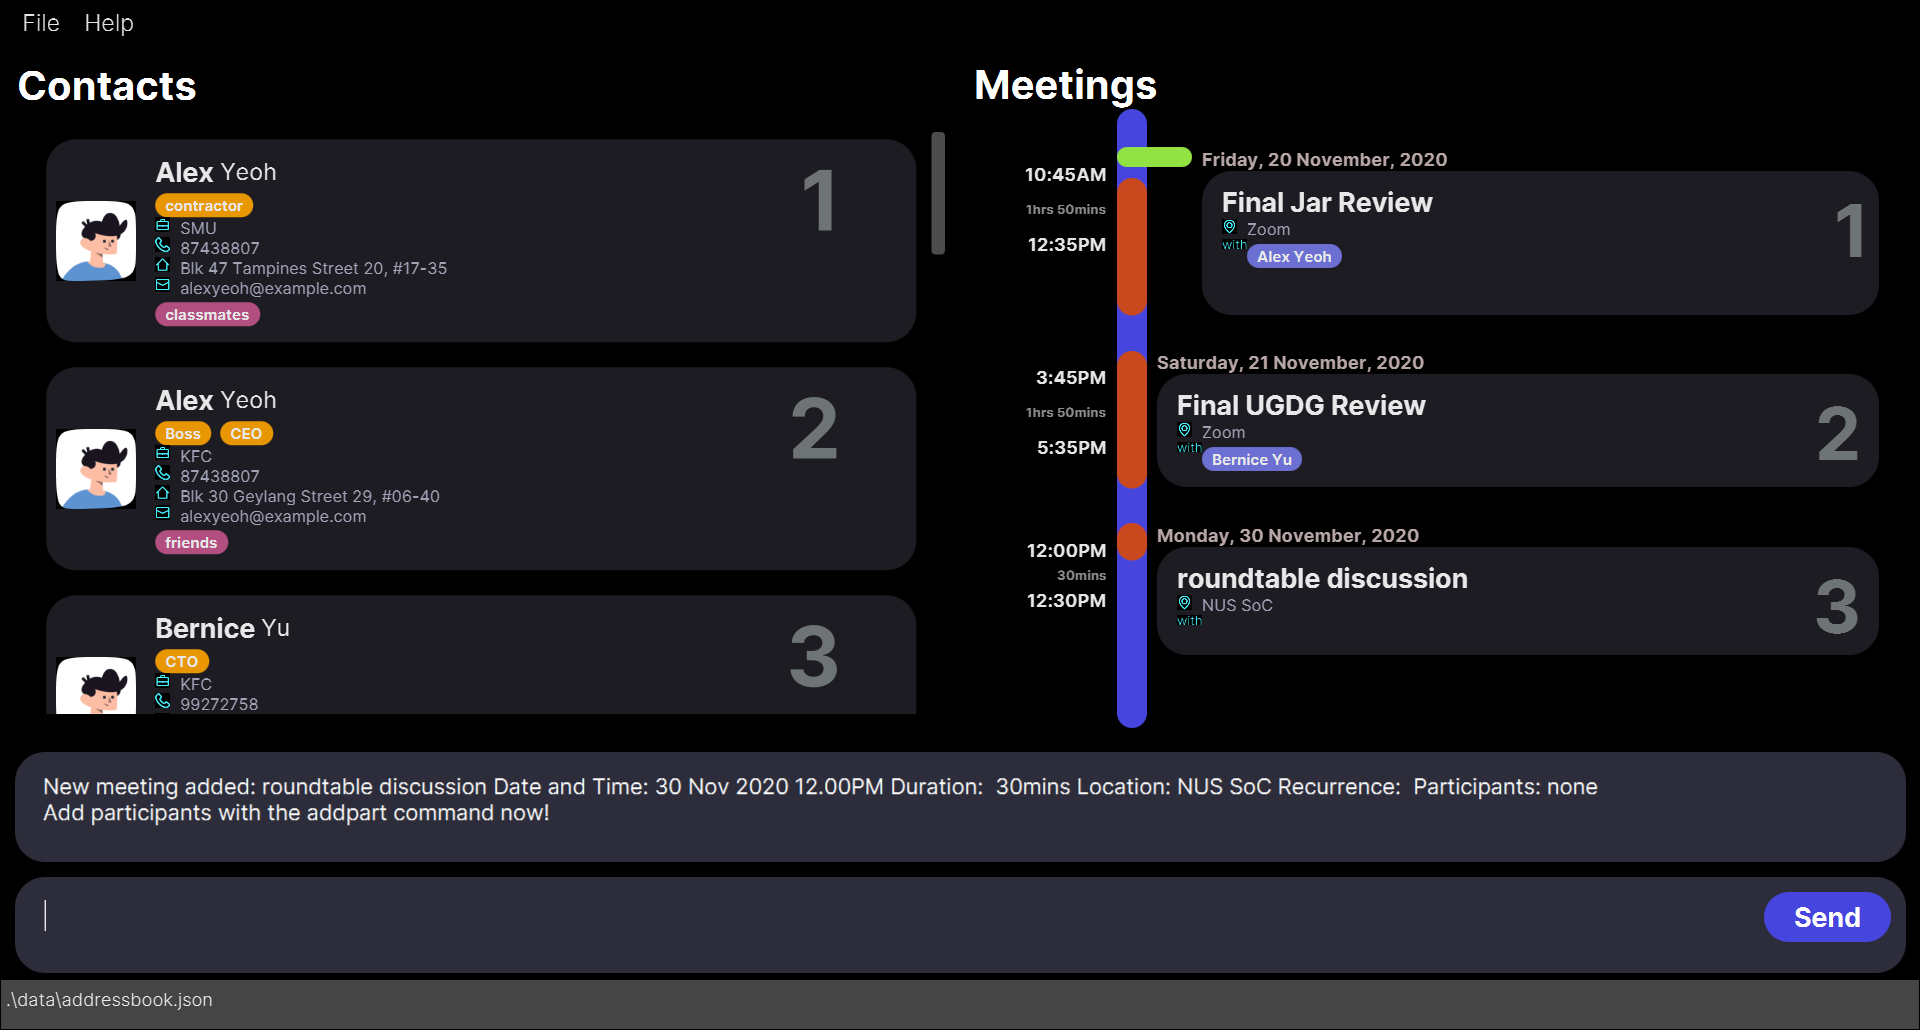 File Help
Contacts
Alex Yeoh
1
contractor
SMU
87438807
Blk 47 Tampines Street 20, #17-35
alexyeoh@example.com
classmates
Alex Yeoh
2
Boss CEO
KFC
87438807
Blk 30 Geylang Street 29, #06-40
alexyeoh@example.com
friends
Bernice Yu
3
CTO
KFC
99272758
Meetings
Friday, 20 November, 2020
10:45AM
1hrs 50mins
12:35PM
Final Jar Review
1
Zoom
with Alex Yeoh
Saturday, 21 November, 2020
3:45PM
1hrs 50mins
5:35PM
Final UGDG Review
2
Zoom
with Bernice Yu
Monday, 30 November, 2020
12:00PM
30mins
12:30PM
roundtable discussion
3
NUS SoC
with
New meeting added: roundtable discussion Date and Time: 30 Nov 2020 12.00PM Duration:  30mins Location: NUS SoC Recurrence:  Participants: none
Add participants with the addpart command now!
Send
.\data\addressbook.json